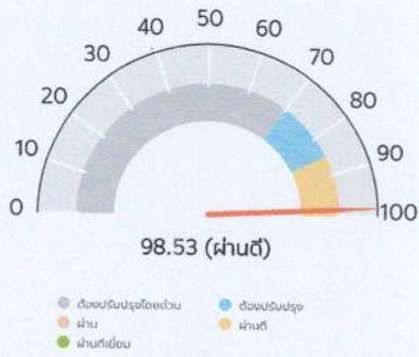 50
40
60
30
70
20
80
10
90
0
100
98.53 (ผ่านดี)
ต้องปรับปรุงโดยด่วน
ต้องปรับปรุง
ผ่าน
ผ่านดี
ผ่านดีเยี่ยม